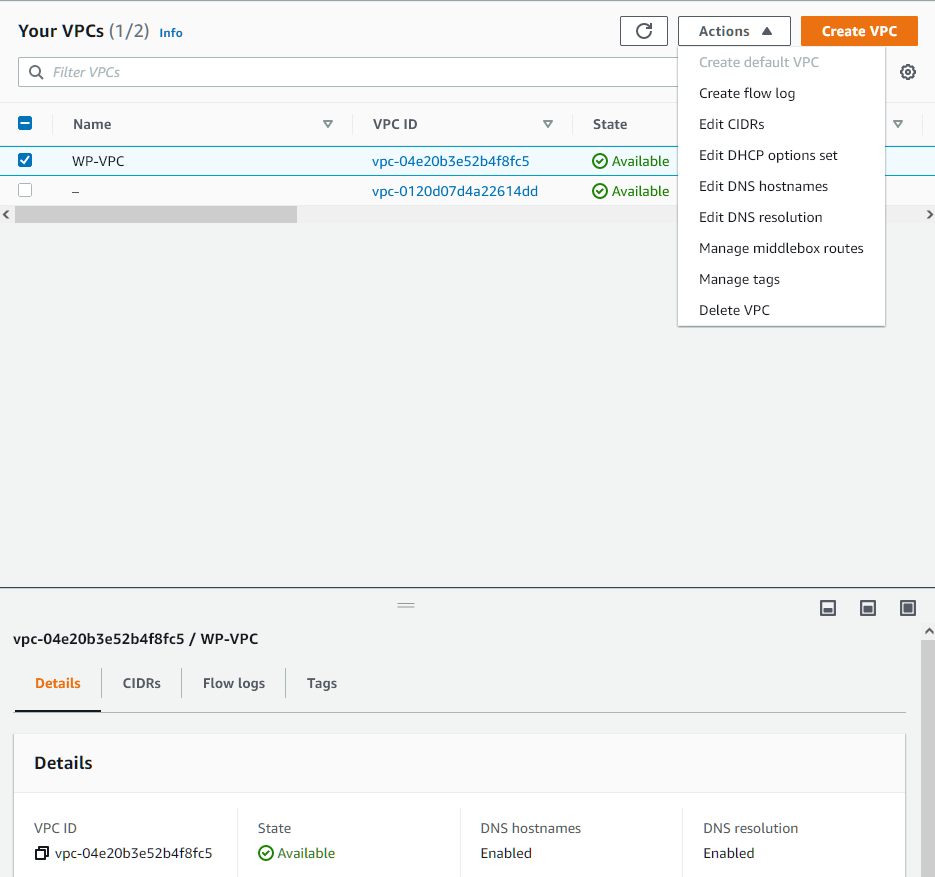 Your VPCs (1/2) Info
Actions
Create VPC
Filter VPCs
Create default VPC
Create flow log
Edit CIDRs
Edit DHCP options set
Edit DNS hostnames
Edit DNS resolution
Manage middlebox routes
Manage tags
Delete VPC
Name VPC ID State
WP-VPC vpc-04e20b3e52b4f8fc5 Available
– vpc-0120d07d4a22614dd Available
vpc-04e20b3e52b4f8fc5 / WP-VPC
Details CIDRs Flow logs Tags
Details
VPC ID State DNS hostnames DNS resolution
vpc-04e20b3e52b4f8fc5 Available Enabled Enabled